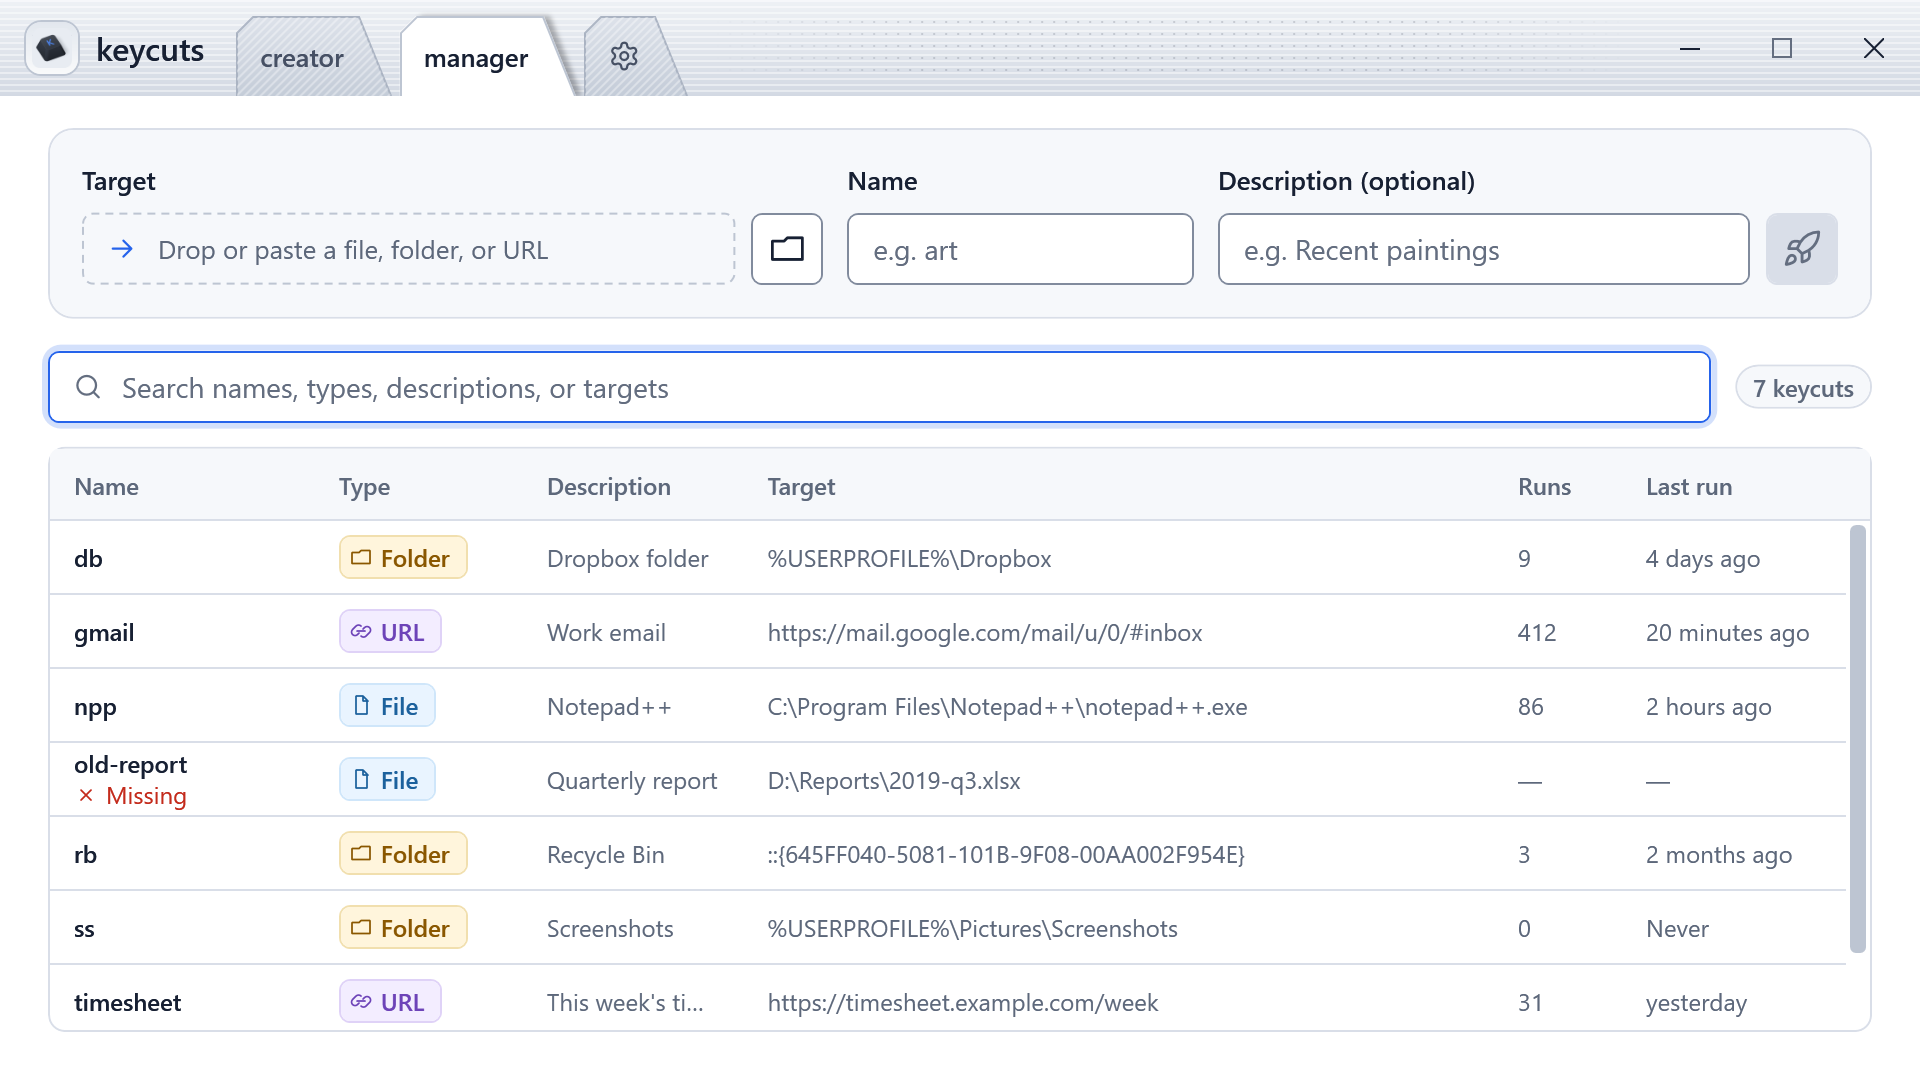 keycuts
creator
manager
Target
Name
Description (optional)
Drop or paste a file, folder, or URL
e.g. art
e.g. Recent paintings
Search names, types, descriptions, or targets
7 keycuts
Name Type Description Target Runs Last run
db Folder Dropbox folder %USERPROFILE%\Dropbox 9 4 days ago
gmail URL Work email https://mail.google.com/mail/u/0/#inbox 412 20 minutes ago
npp File Notepad++ C:\Program Files\Notepad++\notepad++.exe 86 2 hours ago
old-report File Quarterly report D:\Reports\2019-q3.xlsx — —
× Missing
rb Folder Recycle Bin ::{645FF040-5081-101B-9F08-00AA002F954E} 3 2 months ago
ss Folder Screenshots %USERPROFILE%\Pictures\Screenshots 0 Never
timesheet URL This week's ti... https://timesheet.example.com/week 31 yesterday